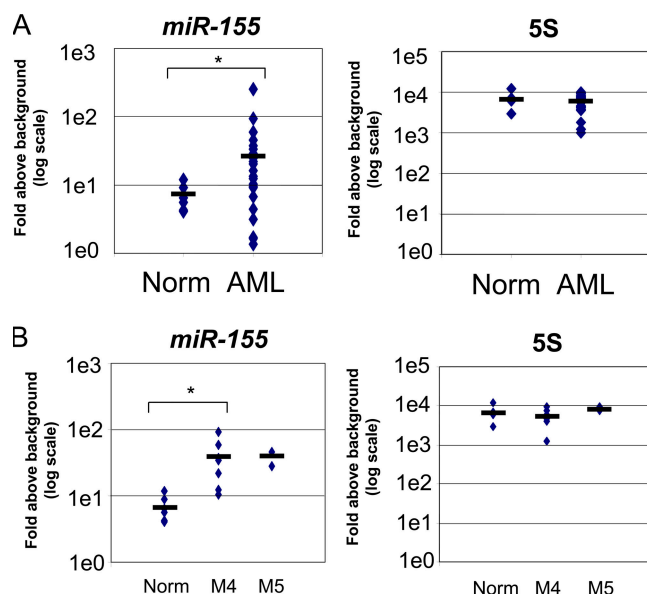 A
miR-155
Fold above background
(log scale)
1e3
1e2
1e1
1e0
*
Norm AML
5S
Fold above background
(log scale)
1e5
1e4
1e3
1e2
1e1
1e0
Norm AML
B
miR-155
Fold above background
(log scale)
1e3
1e2
1e1
1e0
*
Norm M4 M5
5S
Fold above background
(log scale)
1e5
1e4
1e3
1e2
1e1
1e0
Norm M4 M5